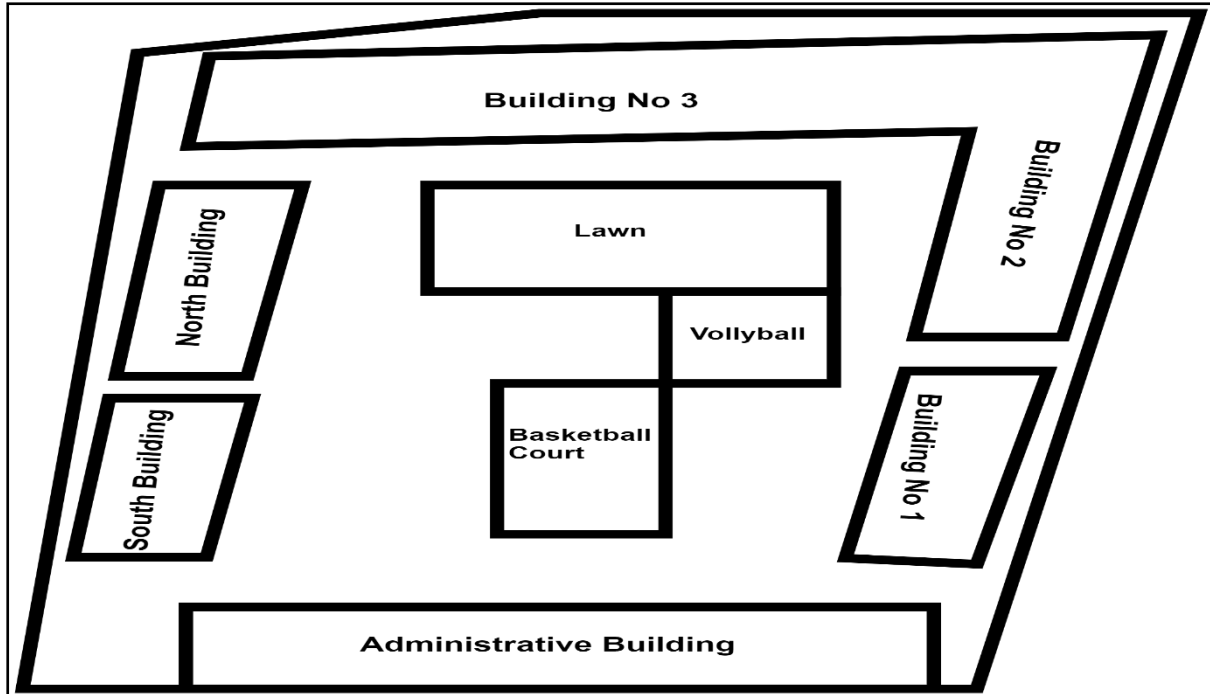 Building No 3
Building No 2
North Building
Lawn
Vollyball
South Building
Basketball
Court
Building No 1
Administrative Building